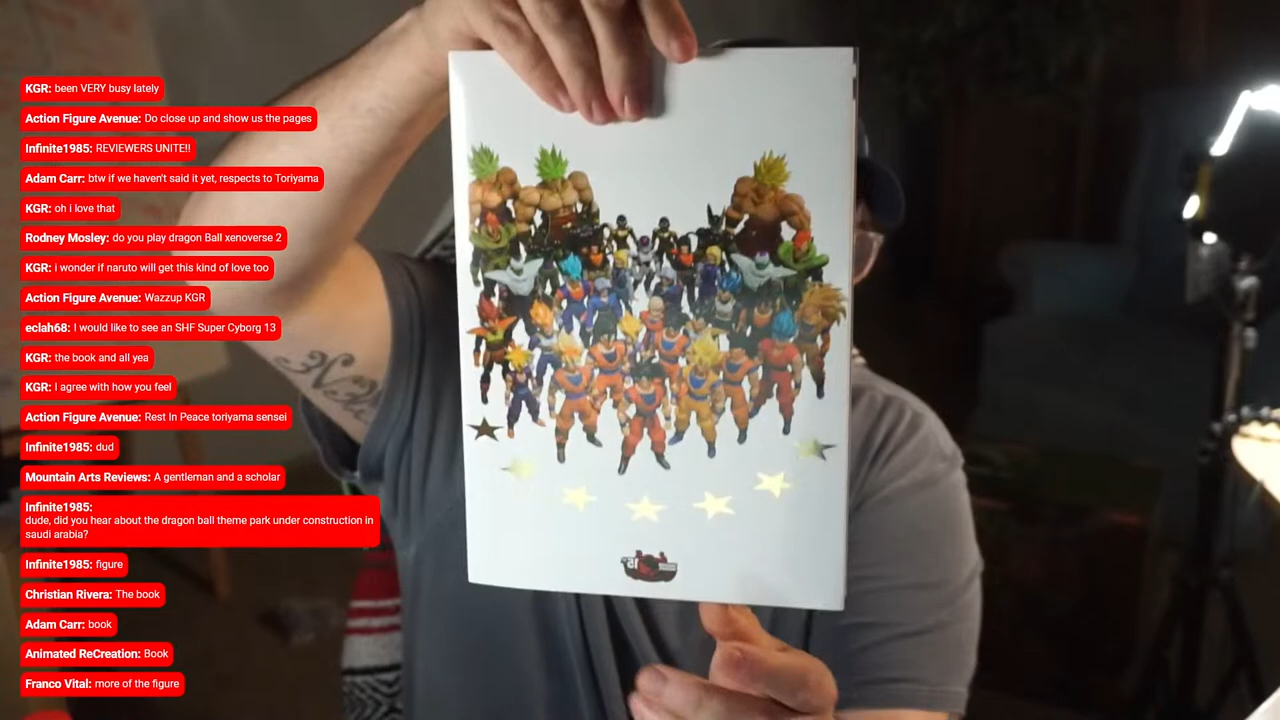 KGR: been VERY busy lately
Action Figure Avenue: Do close up and show us the pages
Infinite1985: REVIEWERS UNITE!!
Adam Carr: btw if we haven't said it yet, respects to Toriyama
KGR: oh i love that
Rodney Mosley: do you play dragon Ball xenoverse 2
KGR: i wonder if naruto will get this kind of love too
Action Figure Avenue: Wazzup KGR
eclah68: I would like to see an SHF Super Cyborg 13
KGR: the book and all yea
KGR: I agree with how you feel
Action Figure Avenue: Rest In Peace toriyama sensei
Infinite1985: dud
Mountain Arts Reviews: A gentleman and a scholar
Infinite1985:
dude, did you hear about the dragon ball theme park under construction in
saudi arabia?
Infinite1985: figure
Christian Rivera: The book
Adam Carr: book
Animated ReCreation: Book
Franco Vital: more of the figure